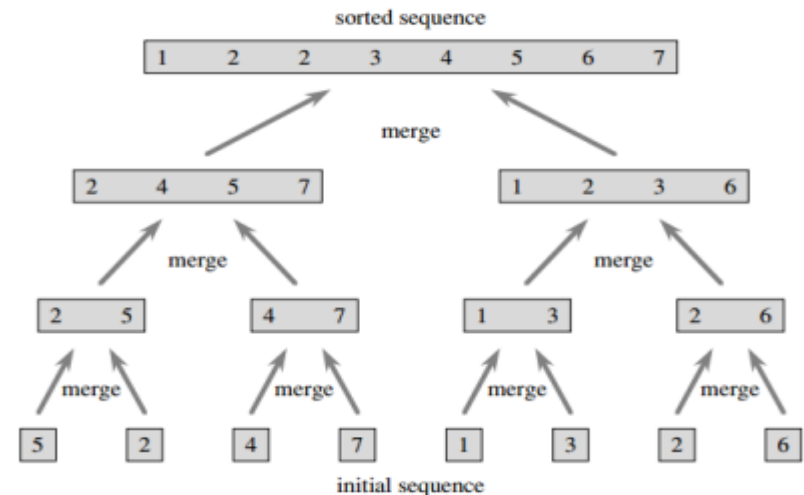 sorted sequence
1 2 2 3 4 5 6 7
merge
2 4 5 7 1 2 3 6
merge merge
2 5 4 7 1 3 2 6
merge merge merge merge
5 2 4 7 1 3 2 6
initial sequence